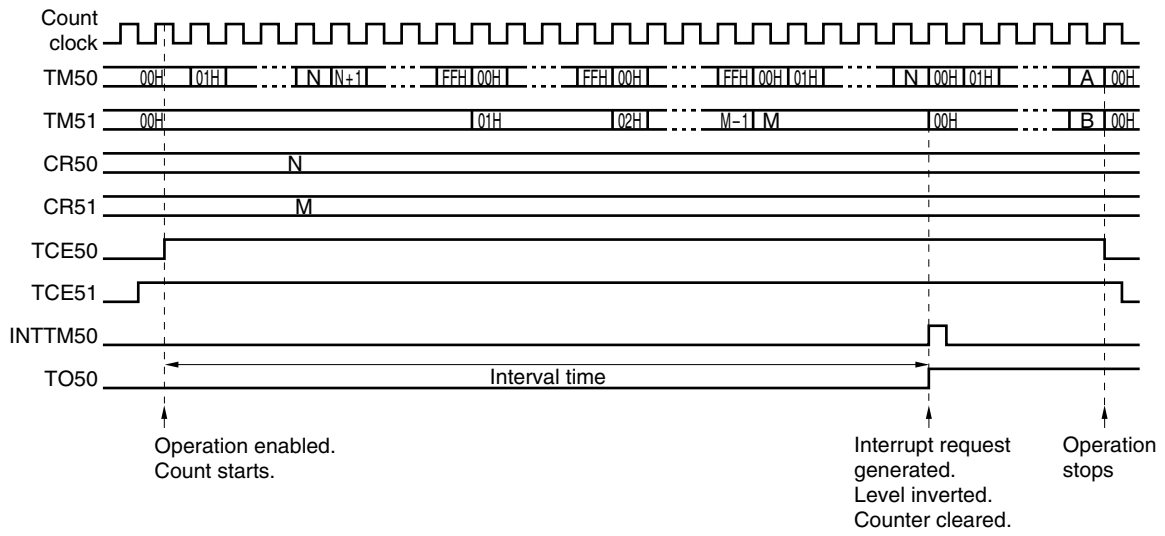 Count
clock
TM50 00H 01H N N+1 FFH 00H FFH 00H FFH 00H 01H N 00H 01H A 00H
TM51 00H 01H 02H M-1 M 00H B 00H
CR50 N
CR51 M
TCE50
TCE51
INTTM50
TO50 Interval time
Operation enabled.
Count starts.
Interrupt request
generated.
Level inverted.
Counter cleared.
Operation
stops